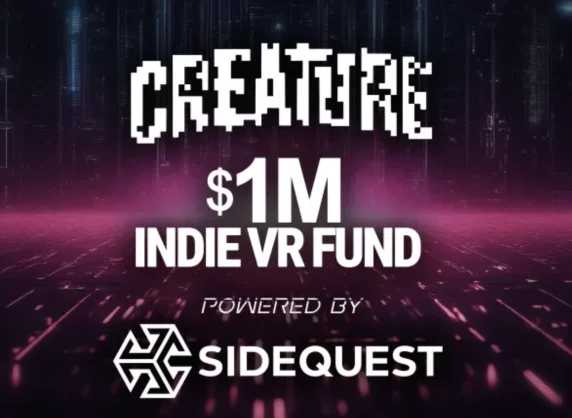 CREATURE
$1M
INDIE VR FUND
POWERED BY
SIDEQUEST